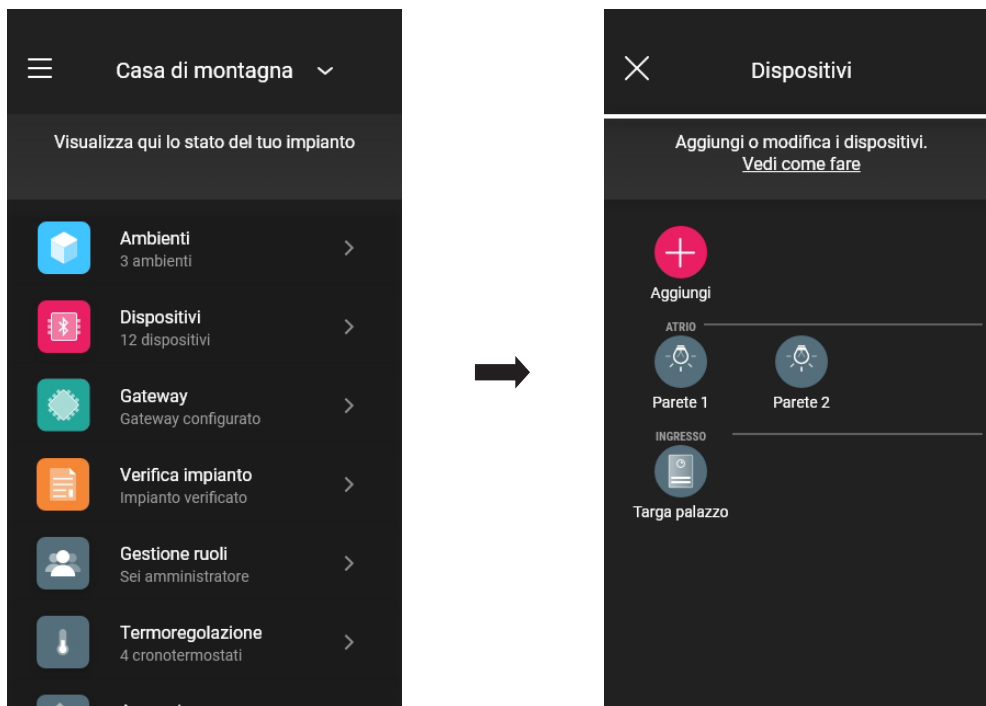 Casa di montagna
Visualizza qui lo stato del tuo impianto
Ambienti
3 ambienti
Dispositivi
12 dispositivi
Gateway
Gateway configurato
Verifica impianto
Impianto verificato
Gestione ruoli
Sei amministratore
Termoregolazione
4 cronotermostati
Dispositivi
Aggiungi o modifica i dispositivi.
Vedi come fare
Aggiungi
ATRIO
Parete 1
Parete 2
INGRESSO
Targa palazzo